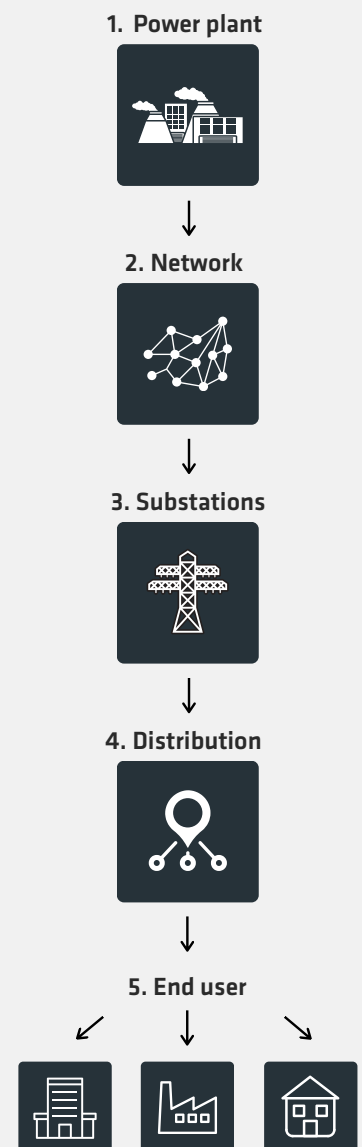 1. Power plant
2. Network
3. Substations
4. Distribution
5. End user